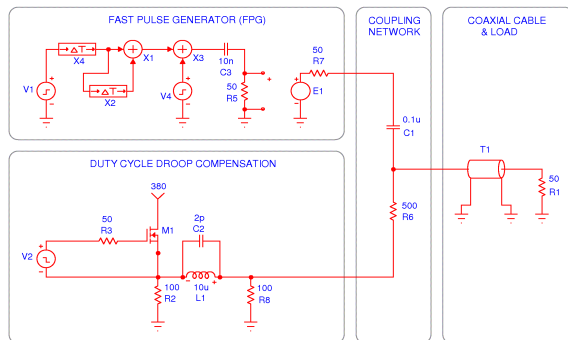 FAST PULSE GENERATOR (FPG)
COUPLING
NETWORK
COAXIAL CABLE
& LOAD
ΔT
X4
X1
X3
10n
C3
50
R7
V1
ΔT
X2
V4
50
R5
E1
0.1u
C1
T1
50
R1
DUTY CYCLE DROOP COMPENSATION
380
50
R3
M1
2p
C2
500
R6
V2
100
R2
10u
L1
100
R8